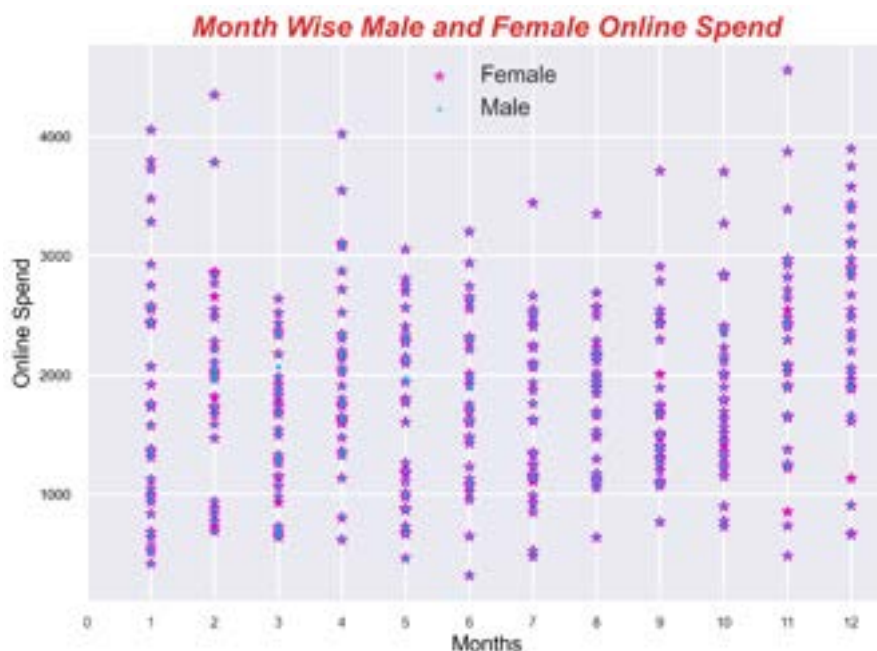 Month Wise Male and Female Online Spend
Female
Male
4000
3000
2000
1000
Online Spend
0 1 2 3 4 5 6 7 8 9 10 11 12
Months